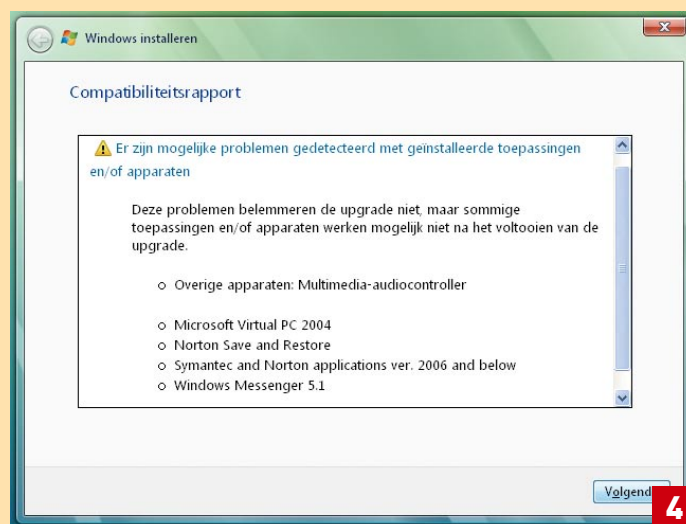 Windows installeren
Compatibiliteitsrapport
Er zijn mogelijke problemen gedetecteerd met geïnstalleerde toepassingen
en/of apparaten
Deze problemen belemmeren de upgrade niet, maar sommige
toepassingen en/of apparaten werken mogelijk niet na het voltooien van de
upgrade.
Overige apparaten: Multimedia-audiocontroller
Microsoft Virtual PC 2004
Norton Save and Restore
Symantec and Norton applications ver. 2006 and below
Windows Messenger 5.1
Volgend
4